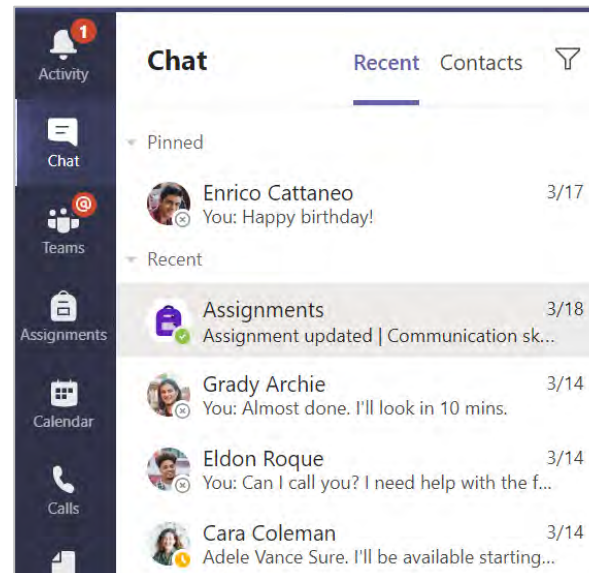 1
Activity
Chat
@
Teams
Assignments
Calendar
Calls
Chat Recent Contacts
Pinned
Enrico Cattaneo 3/17
You: Happy birthday!
Recent
Assignments 3/18
Assignment updated | Communication sk...
Grady Archie 3/14
You: Almost done. I'll look in 10 mins.
Eldon Roque 3/14
You: Can I call you? I need help with the f...
Cara Coleman 3/14
Adele Vance Sure. I'll be available starting...